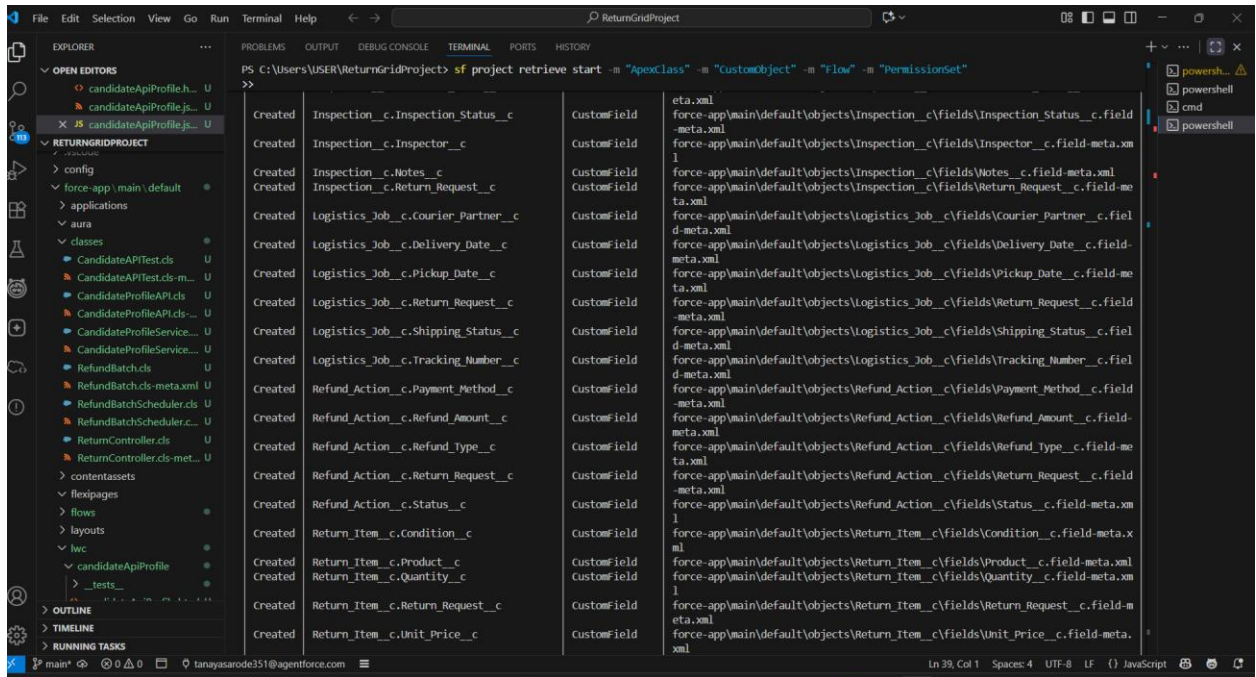 File Edit Selection View Go Run Terminal Help
ReturnGridProject
EXPLORER
OPEN EDITORS
candidateApiProfile.h... U
candidateApiProfile.js... U
JS candidateApiProfile.js... U
RETURNGRIDPROJECT
.vscode
config
force-app\main\default
applications
aura
classes
CandidateAPITest.cls U
CandidateAPITest.cls-m... U
CandidateProfileAPI.cls U
CandidateProfileAPI.cls-... U
CandidateProfileService.... U
CandidateProfileService.... U
RefundBatch.cls U
RefundBatch.cls-meta.xml U
RefundBatchScheduler.cls U
RefundBatchScheduler.c... U
ReturnController.cls U
ReturnController.cls-met... U
contentassets
flexipages
flows
layouts
lwc
candidateApiProfile
__tests__
OUTLINE
TIMELINE
RUNNING TASKS
113
PROBLEMS OUTPUT DEBUG CONSOLE TERMINAL PORTS HISTORY
PS C:\Users\USER\ReturnGridProject> sf project retrieve start -m "ApexClass" -m "CustomObject" -m "Flow" -m "PermissionSet"
>>
eta.xml
Created Inspection__c.Inspection_Status__c CustomField force-app\main\default\objects\Inspection__c\fields\Inspection_Status__c.field
-meta.xml
Created Inspection__c.Inspector__c CustomField force-app\main\default\objects\Inspection__c\fields\Inspector__c.field-meta.xm
l
Created Inspection__c.Notes__c CustomField force-app\main\default\objects\Inspection__c\fields\Notes__c.field-meta.xml
Created Inspection__c.Return_Request__c CustomField force-app\main\default\objects\Inspection__c\fields\Return_Request__c.field-me
ta.xml
Created Logistics_Job__c.Courier_Partner__c CustomField force-app\main\default\objects\Logistics_Job__c\fields\Courier_Partner__c.fiel
d-meta.xml
Created Logistics_Job__c.Delivery_Date__c CustomField force-app\main\default\objects\Logistics_Job__c\fields\Delivery_Date__c.field-
meta.xml
Created Logistics_Job__c.Pickup_Date__c CustomField force-app\main\default\objects\Logistics_Job__c\fields\Pickup_Date__c.field-me
ta.xml
Created Logistics_Job__c.Return_Request__c CustomField force-app\main\default\objects\Logistics_Job__c\fields\Return_Request__c.field
-meta.xml
Created Logistics_Job__c.Shipping_Status__c CustomField force-app\main\default\objects\Logistics_Job__c\fields\Shipping_Status__c.fiel
d-meta.xml
Created Logistics_Job__c.Tracking_Number__c CustomField force-app\main\default\objects\Logistics_Job__c\fields\Tracking_Number__c.fiel
d-meta.xml
Created Refund_Action__c.Payment_Method__c CustomField force-app\main\default\objects\Refund_Action__c\fields\Payment_Method__c.field
-meta.xml
Created Refund_Action__c.Refund_Amount__c CustomField force-app\main\default\objects\Refund_Action__c\fields\Refund_Amount__c.field-
meta.xml
Created Refund_Action__c.Refund_Type__c CustomField force-app\main\default\objects\Refund_Action__c\fields\Refund_Type__c.field-me
ta.xml
Created Refund_Action__c.Return_Request__c CustomField force-app\main\default\objects\Refund_Action__c\fields\Return_Request__c.field
-meta.xml
Created Refund_Action__c.Status__c CustomField force-app\main\default\objects\Refund_Action__c\fields\Status__c.field-meta.xm
l
Created Return_Item__c.Condition__c CustomField force-app\main\default\objects\Return_Item__c\fields\Condition__c.field-meta.x
ml
Created Return_Item__c.Product__c CustomField force-app\main\default\objects\Return_Item__c\fields\Product__c.field-meta.xml
Created Return_Item__c.Quantity__c CustomField force-app\main\default\objects\Return_Item__c\fields\Quantity__c.field-meta.xm
l
Created Return_Item__c.Return_Request__c CustomField force-app\main\default\objects\Return_Item__c\fields\Return_Request__c.field-m
eta.xml
Created Return_Item__c.Unit_Price__c CustomField force-app\main\default\objects\Return_Item__c\fields\Unit_Price__c.field-meta.
xml
powersh...
powershell
cmd
powershell
main* 0 0 0 tanayasarode351@agentforce.com Ln 39, Col 1 Spaces: 4 UTF-8 LF {} JavaScript